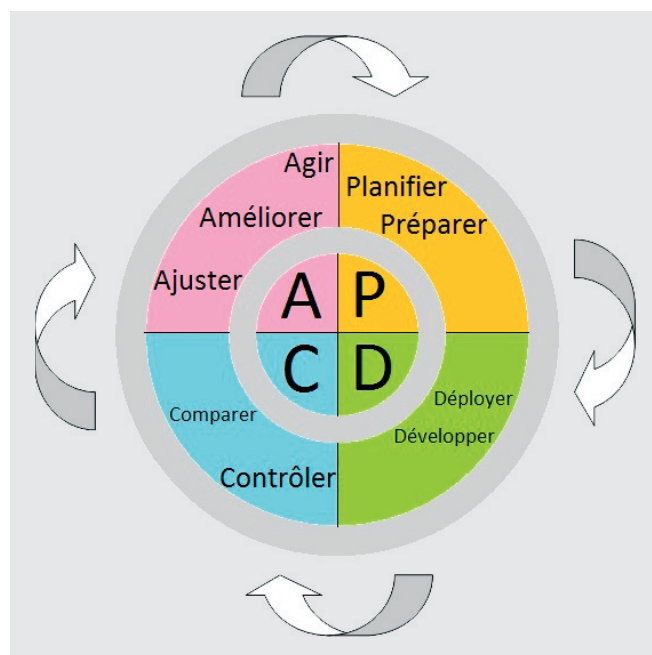 Agir
Planifier
Améliorer
Préparer
Ajuster
A P
C D
Déployer
Comparer
Développer
Contrôler